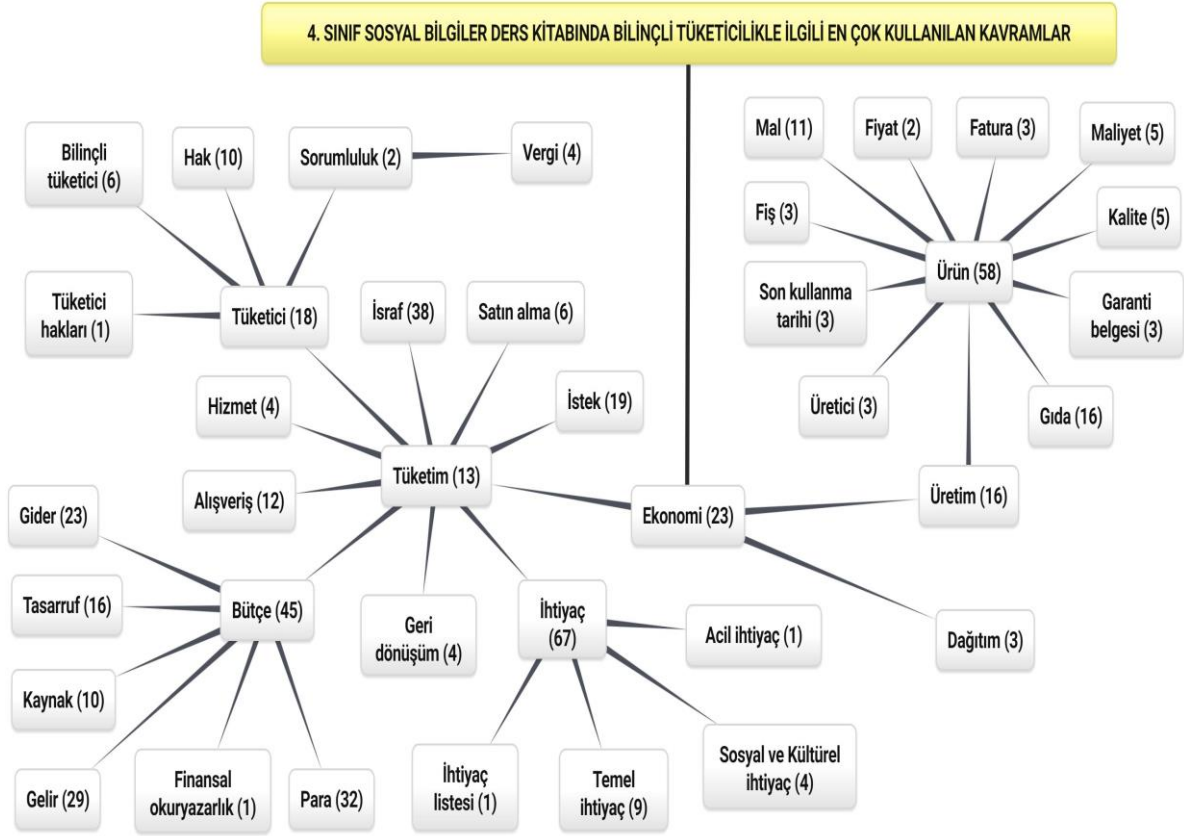 4. SINIF SOSYAL BİLGİLER DERS KİTABINDA BİLİNÇLİ TÜKETİCİLİKLE İLGİLİ EN ÇOK KULLANILAN KAVRAMLAR
Bilinçli
tüketici (6)
Hak (10)
Sorumluluk (2)
Vergi (4)
Tüketici
hakları (1)
Tüketici (18)
İsraf (38)
Satın alma (6)
Hizmet (4)
İstek (19)
Alışveriş (12)
Tüketim (13)
Mal (11)
Fiyat (2)
Fatura (3)
Maliyet (5)
Fiş (3)
Ürün (58)
Kalite (5)
Son kullanma
tarihi (3)
Garanti
belgesi (3)
Üretici (3)
Gıda (16)
Ekonomi (23)
Üretim (16)
Dağıtım (3)
Gider (23)
Tasarruf (16)
Bütçe (45)
Kaynak (10)
Gelir (29)
Finansal
okuryazarlık (1)
Para (32)
Geri
dönüşüm (4)
İhtiyaç
(67)
Acil ihtiyaç (1)
İhtiyaç
listesi (1)
Temel
ihtiyaç (9)
Sosyal ve Kültürel
ihtiyaç (4)